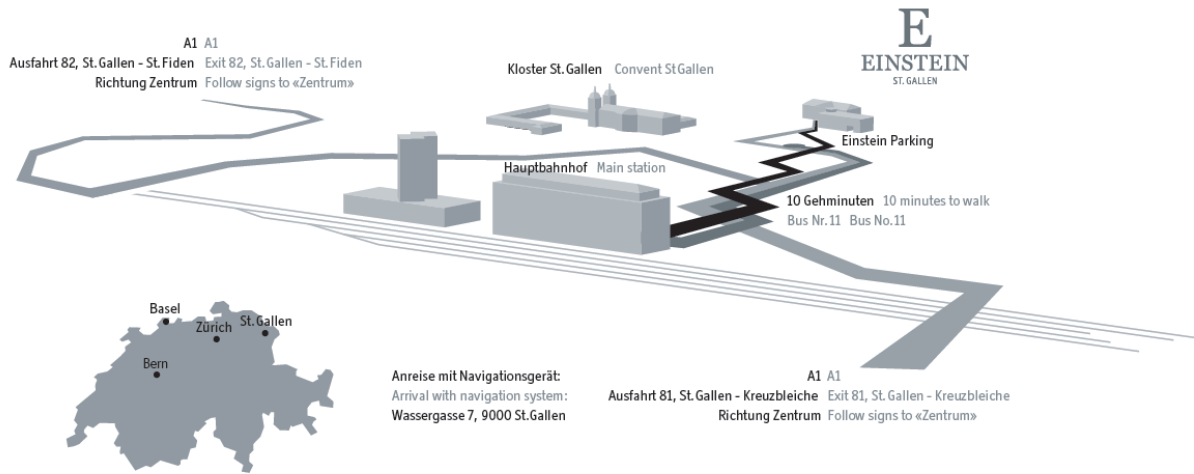 E
EINSTEIN
ST. GALLEN
A1 A1
Ausfahrt 82, St. Gallen - St. Fiden Exit 82, St. Gallen - St. Fiden
Richtung Zentrum Follow signs to «Zentrum»
Kloster St. Gallen Convent St Gallen
Einstein Parking
Hauptbahnhof Main station
10 Gehminuten 10 minutes to walk
Bus Nr. 11 Bus No. 11
Basel
Zürich
St. Gallen
Bern
Anreise mit Navigationsgerät:
Arrival with navigation system:
Wassergasse 7, 9000 St. Gallen
A1 A1
Ausfahrt 81, St. Gallen - Kreuzbleiche Exit 81, St. Gallen - Kreuzbleiche
Richtung Zentrum Follow signs to «Zentrum»